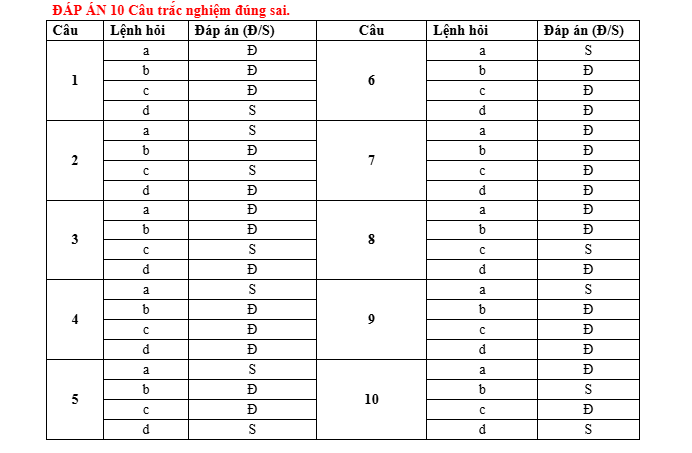 ĐÁP ÁN 10 Câu trắc nghiệm đúng sai.
Câu Lệnh hỏi Đáp án (Đ/S) Câu Lệnh hỏi Đáp án (Đ/S)
1 a Đ 6 a S
b Đ b Đ
c Đ c Đ
d S d Đ
2 a S 7 a Đ
b Đ b Đ
c S c Đ
d Đ d Đ
3 a Đ 8 a Đ
b Đ b Đ
c S c S
d Đ d Đ
4 a S 9 a S
b Đ b Đ
c Đ c Đ
d Đ d Đ
5 a S 10 a Đ
b Đ b S
c Đ c Đ
d S d S